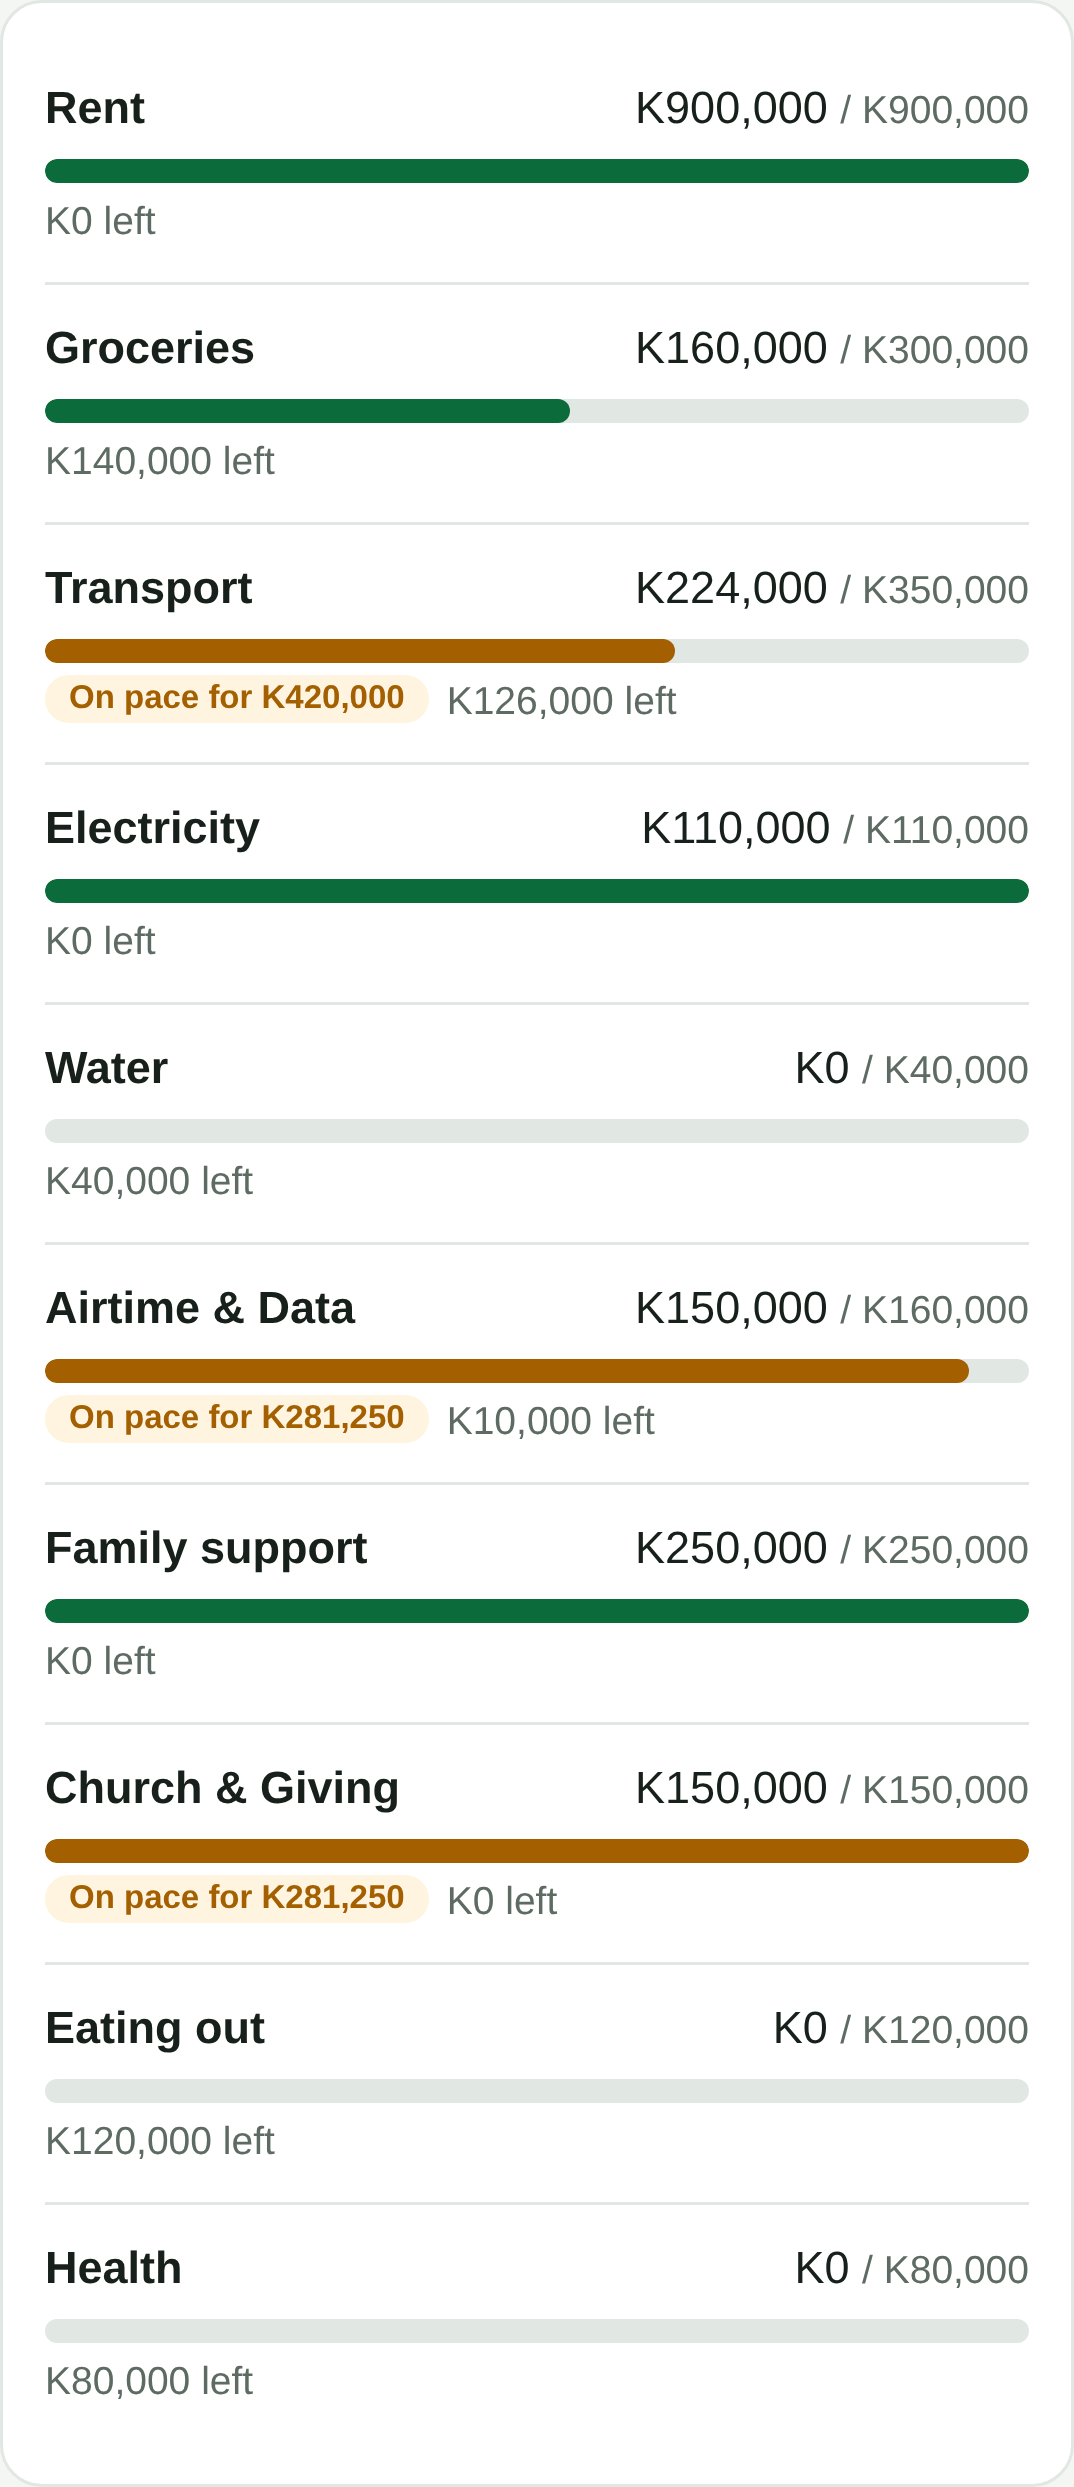 Rent K900,000 / K900,000
K0 left
Groceries K160,000 / K300,000
K140,000 left
Transport K224,000 / K350,000
On pace for K420,000 K126,000 left
Electricity K110,000 / K110,000
K0 left
Water K0 / K40,000
K40,000 left
Airtime & Data K150,000 / K160,000
On pace for K281,250 K10,000 left
Family support K250,000 / K250,000
K0 left
Church & Giving K150,000 / K150,000
On pace for K281,250 K0 left
Eating out K0 / K120,000
K120,000 left
Health K0 / K80,000
K80,000 left